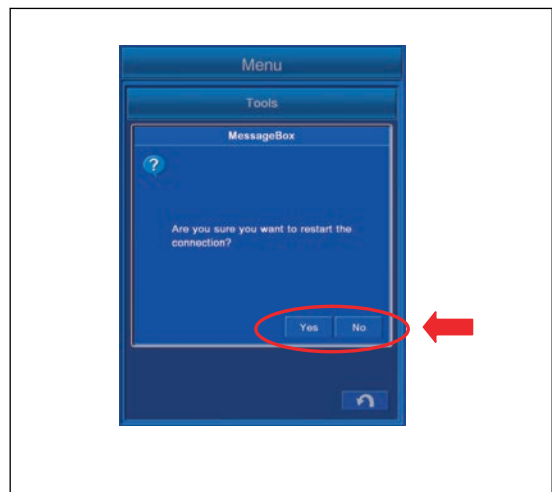 Menu
Tools
MessageBox
?
Are you sure you want to restart the
connection?
Yes No